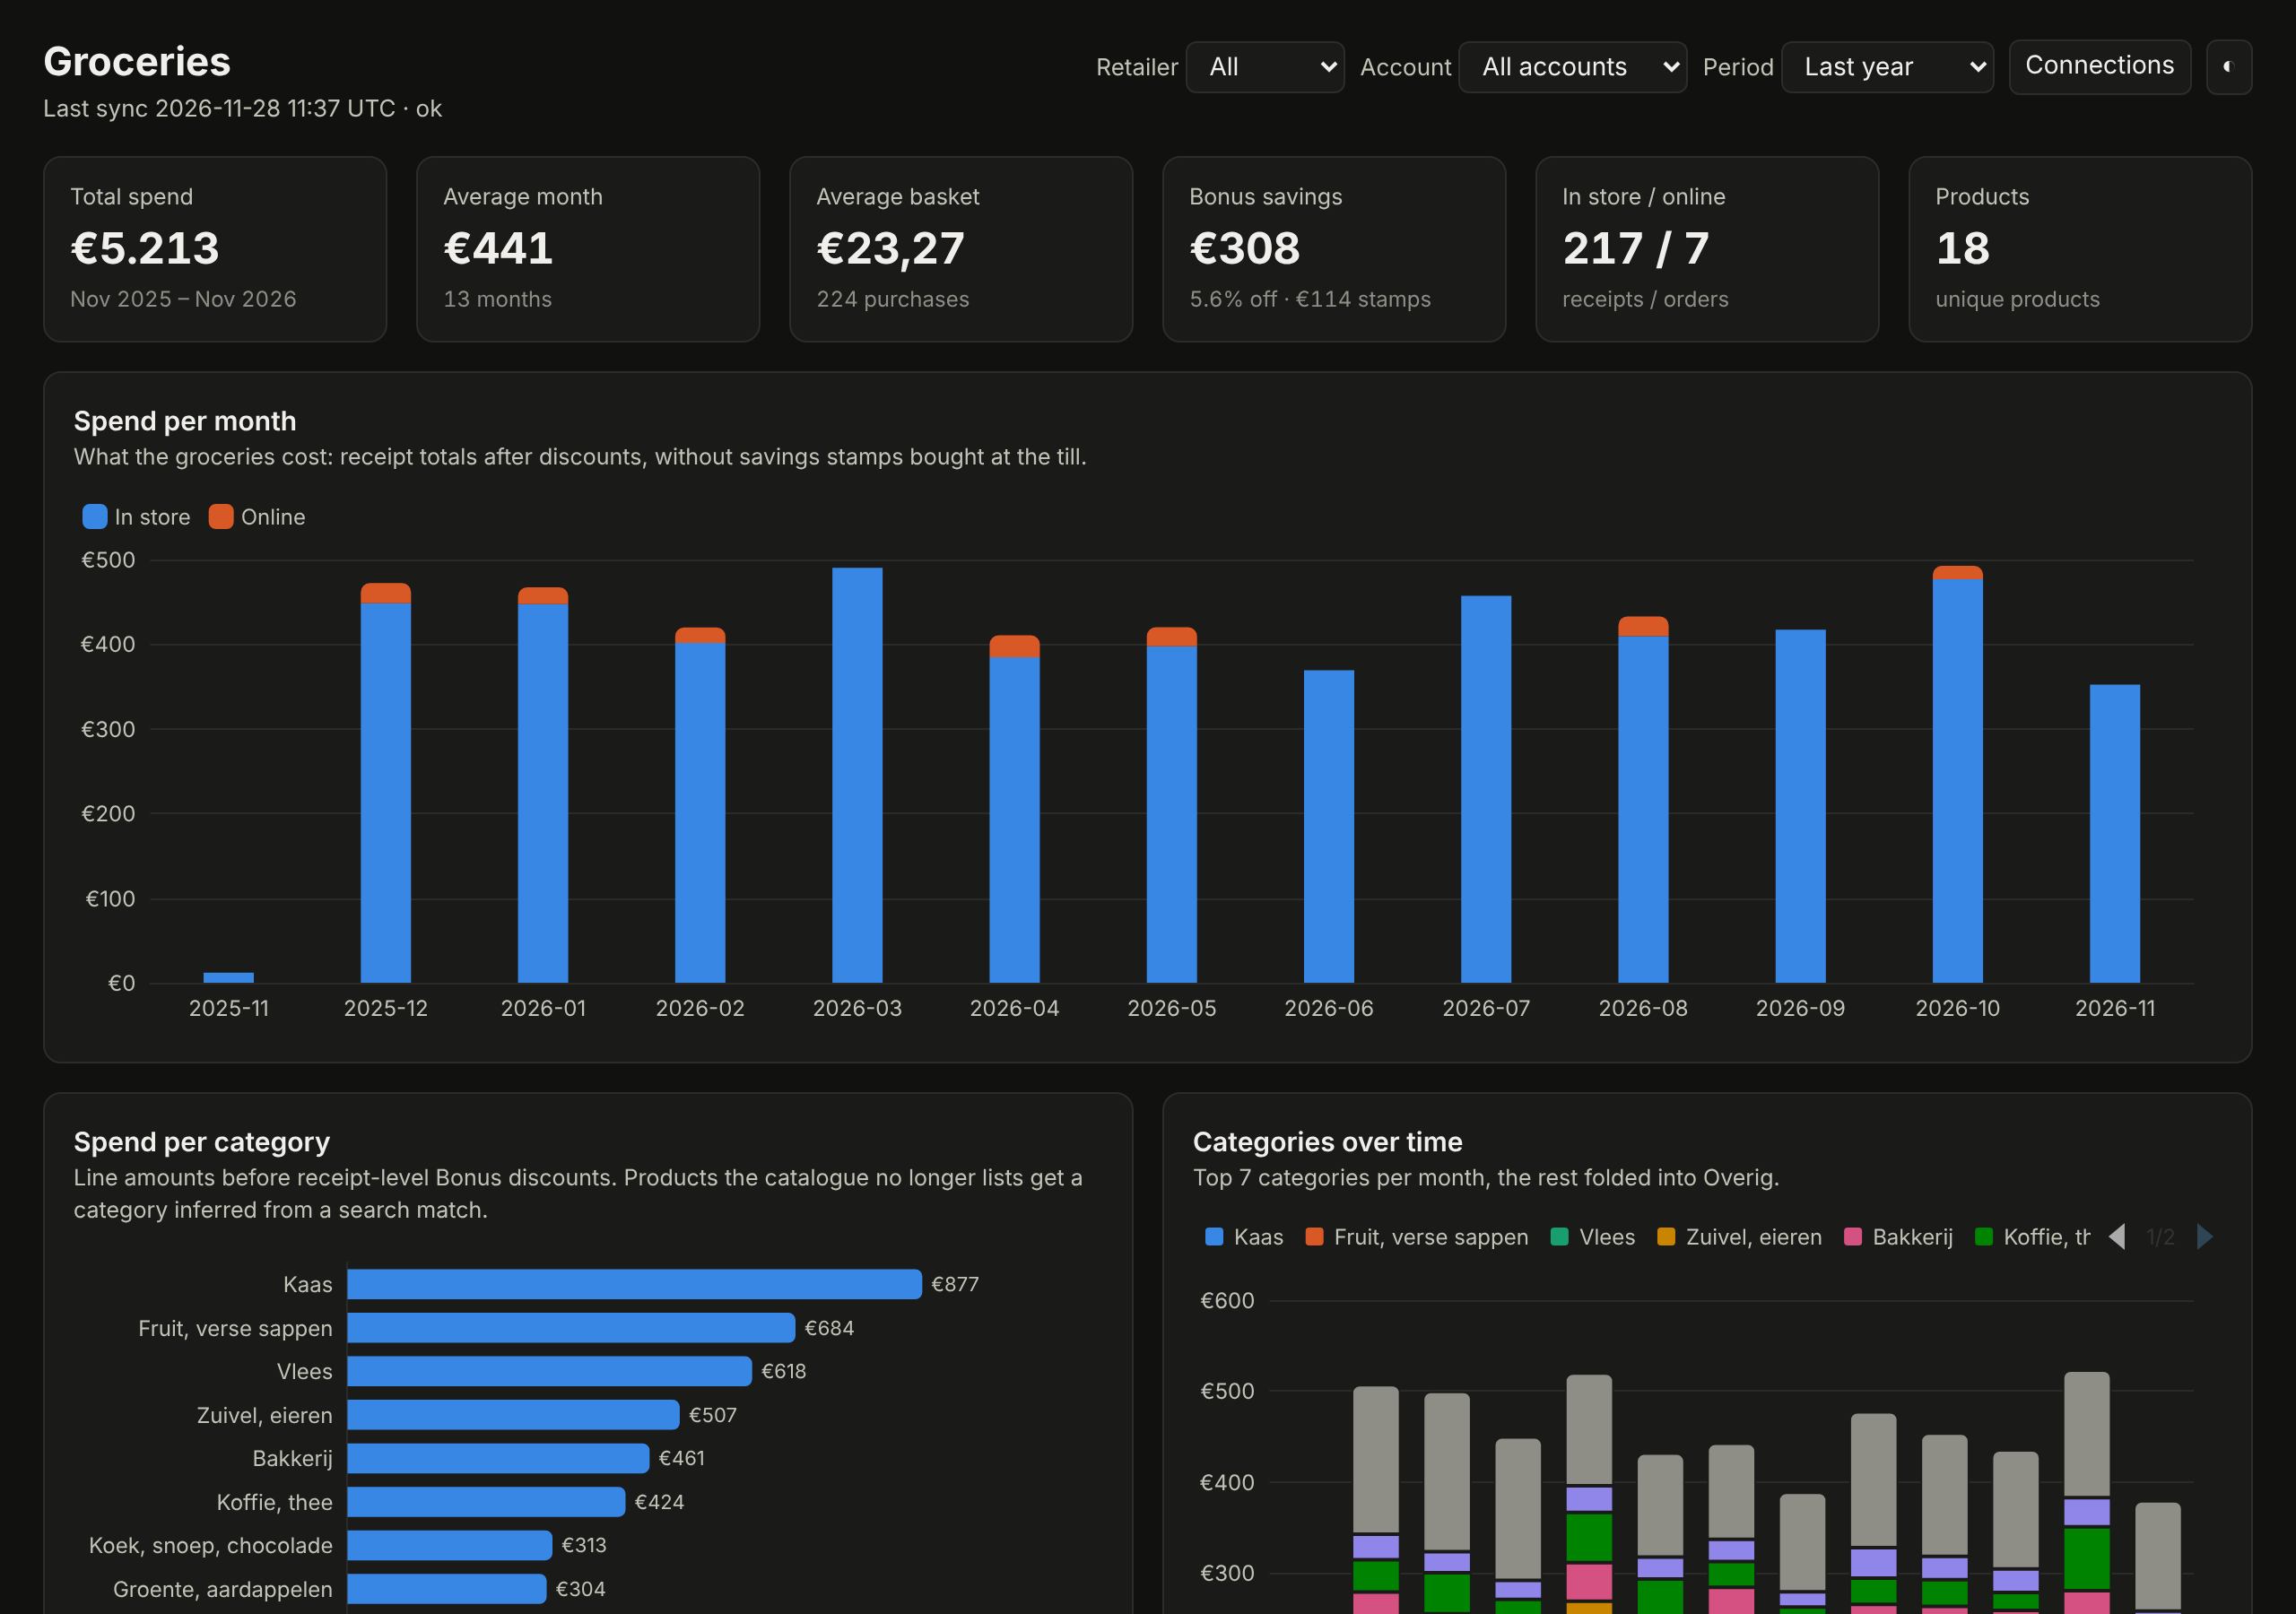 Groceries
Last sync 2026-11-28 11:37 UTC · ok
Retailer All Account All accounts Period Last year Connections
Total spend
€5.213
Nov 2025 – Nov 2026
Average month
€441
13 months
Average basket
€23,27
224 purchases
Bonus savings
€308
5.6% off · €114 stamps
In store / online
217 / 7
receipts / orders
Products
18
unique products
Spend per month
What the groceries cost: receipt totals after discounts, without savings stamps bought at the till.
In store Online
€500
€400
€300
€200
€100
€0
2025-11 2025-12 2026-01 2026-02 2026-03 2026-04 2026-05 2026-06 2026-07 2026-08 2026-09 2026-10 2026-11
Spend per category
Line amounts before receipt-level Bonus discounts. Products the catalogue no longer lists get a
category inferred from a search match.
Kaas €877
Fruit, verse sappen €684
Vlees €618
Zuivel, eieren €507
Bakkerij €461
Koffie, thee €424
Koek, snoep, chocolade €313
Groente, aardappelen €304
Categories over time
Top 7 categories per month, the rest folded into Overig.
Kaas Fruit, verse sappen Vlees Zuivel, eieren Bakkerij Koffie, th 1/2
€600
€500
€400
€300